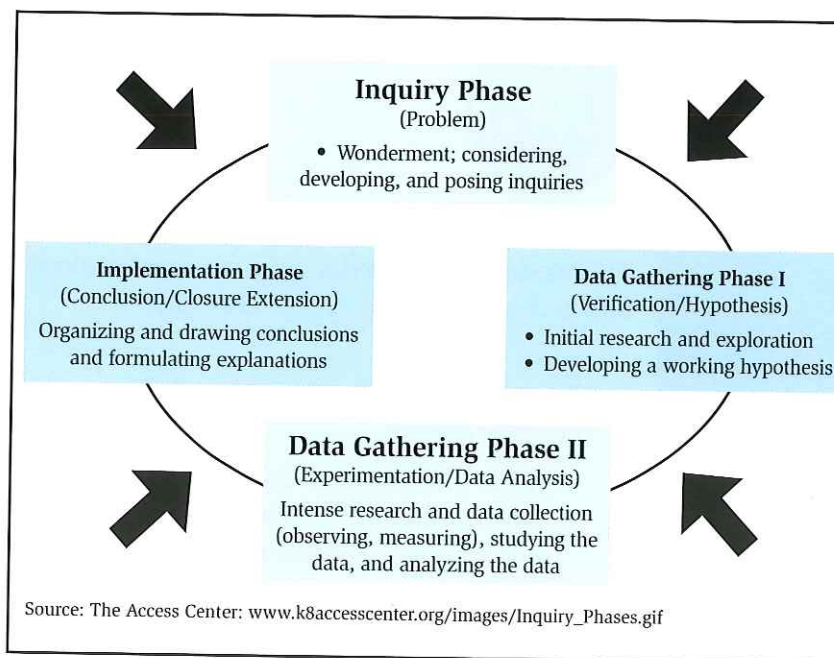 Inquiry Phase
(Problem)
• Wonderment; considering,
developing, and posing inquiries
Data Gathering Phase I
(Verification/Hypothesis)
• Initial research and exploration
• Developing a working hypothesis
Data Gathering Phase II
(Experimentation/Data Analysis)
Intense research and data collection
(observing, measuring), studying the
data, and analyzing the data
Implementation Phase
(Conclusion/Closure Extension)
Organizing and drawing conclusions
and formulating explanations
Source: The Access Center: www.k8accesscenter.org/images/Inquiry_Phases.gif